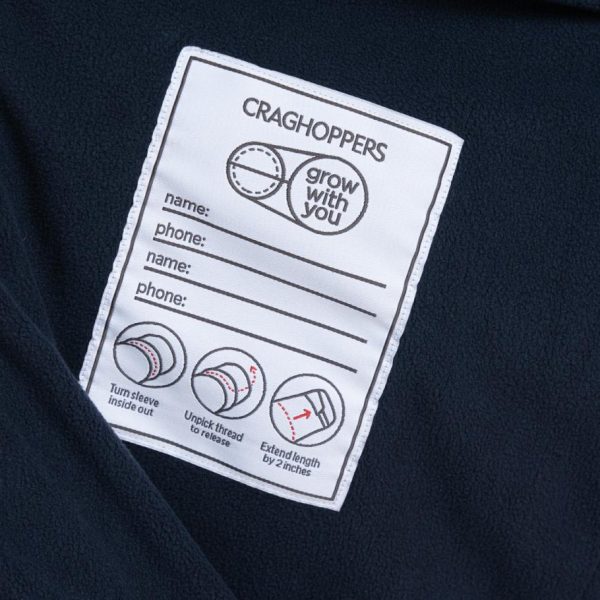 CRAGHOPPERS
grow
with
you
name:
phone:
name:
phone:
Turn sleeve
inside out
Unpick thread
to release
Extend length
by 2 inches